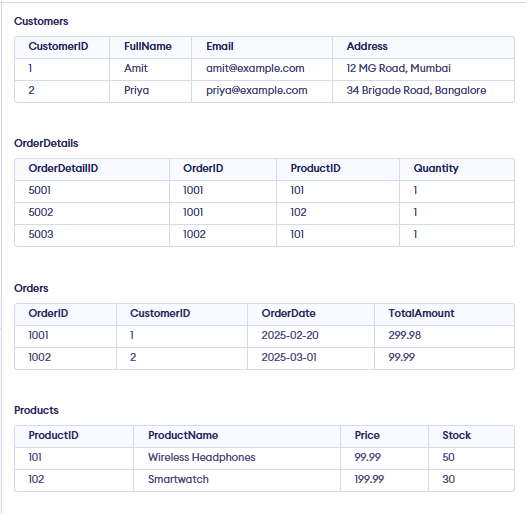 Customers
CustomerID FullName Email Address
1 Amit amit@example.com 12 MG Road, Mumbai
2 Priya priya@example.com 34 Brigade Road, Bangalore
OrderDetails
OrderDetailID OrderID ProductID Quantity
5001 1001 101 1
5002 1001 102 1
5003 1002 101 1
Orders
OrderID CustomerID OrderDate TotalAmount
1001 1 2025-02-20 299.98
1002 2 2025-03-01 99.99
Products
ProductID ProductName Price Stock
101 Wireless Headphones 99.99 50
102 Smartwatch 199.99 30